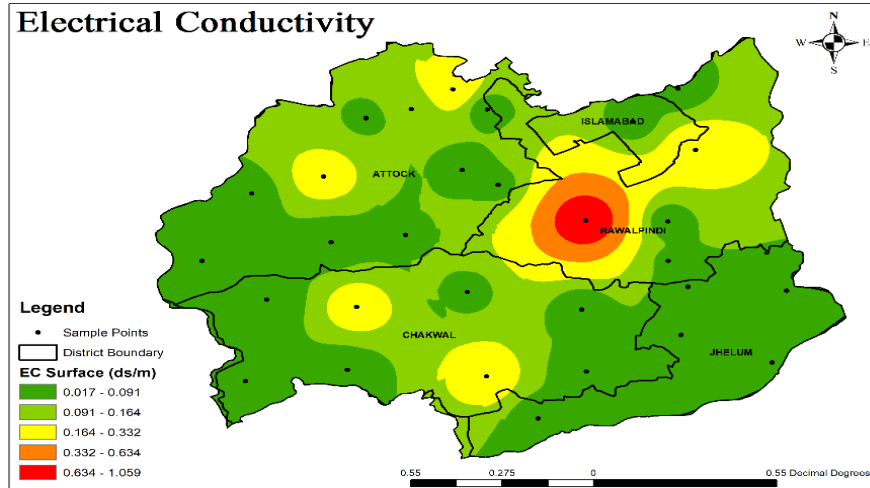 Electrical Conductivity
N
W E
S
ISLAMABAD
ATTOCK
RAWALPINDI
CHAKWAL
JHELUM
Legend
Sample Points
District Boundary
EC Surface (ds/m)
0.017 - 0.091
0.091 - 0.164
0.164 - 0.332
0.332 - 0.634
0.634 - 1.059
0.55 0.275 0 0.55 Decimal Degrees